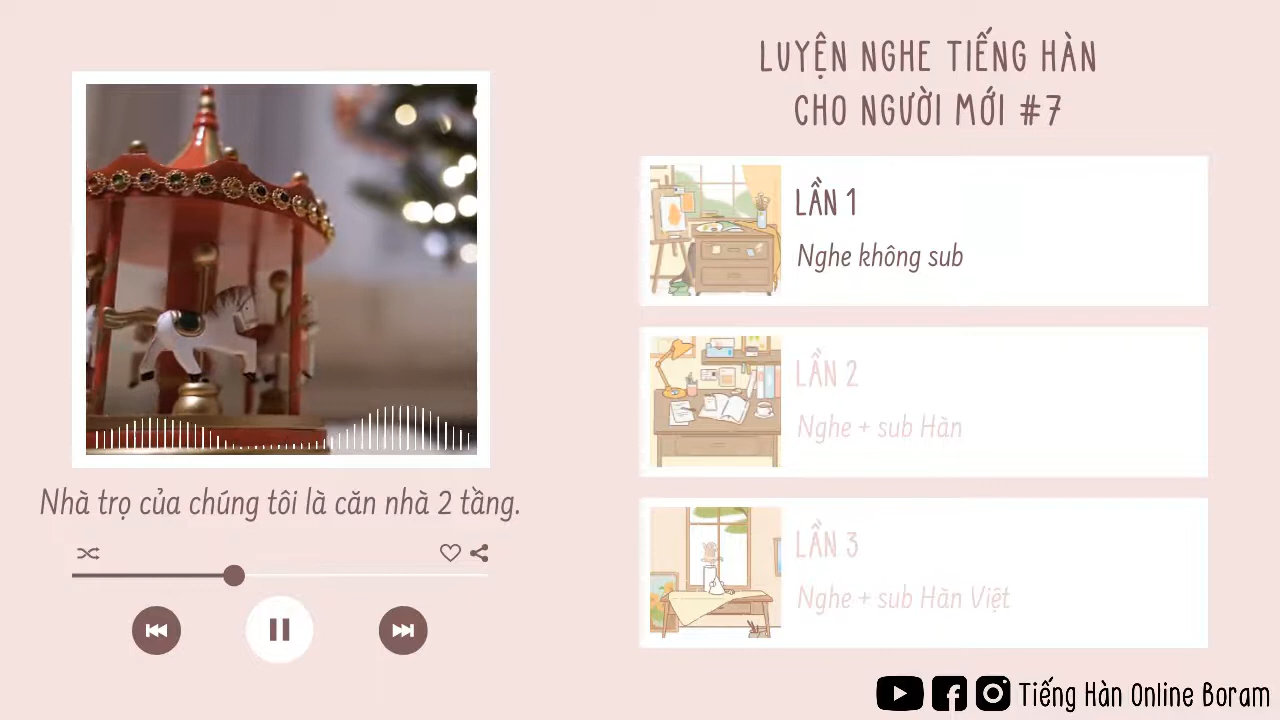 LUYỆN NGHE TIẾNG HÀN
CHO NGƯỜI MỚI #7
LẦN 1
Nghe không sub
LẦN 2
Nghe + sub Hàn
LẦN 3
Nghe + sub Hàn Việt
Nhà trọ của chúng tôi là căn nhà 2 tầng.
Tiếng Hàn Online Boram